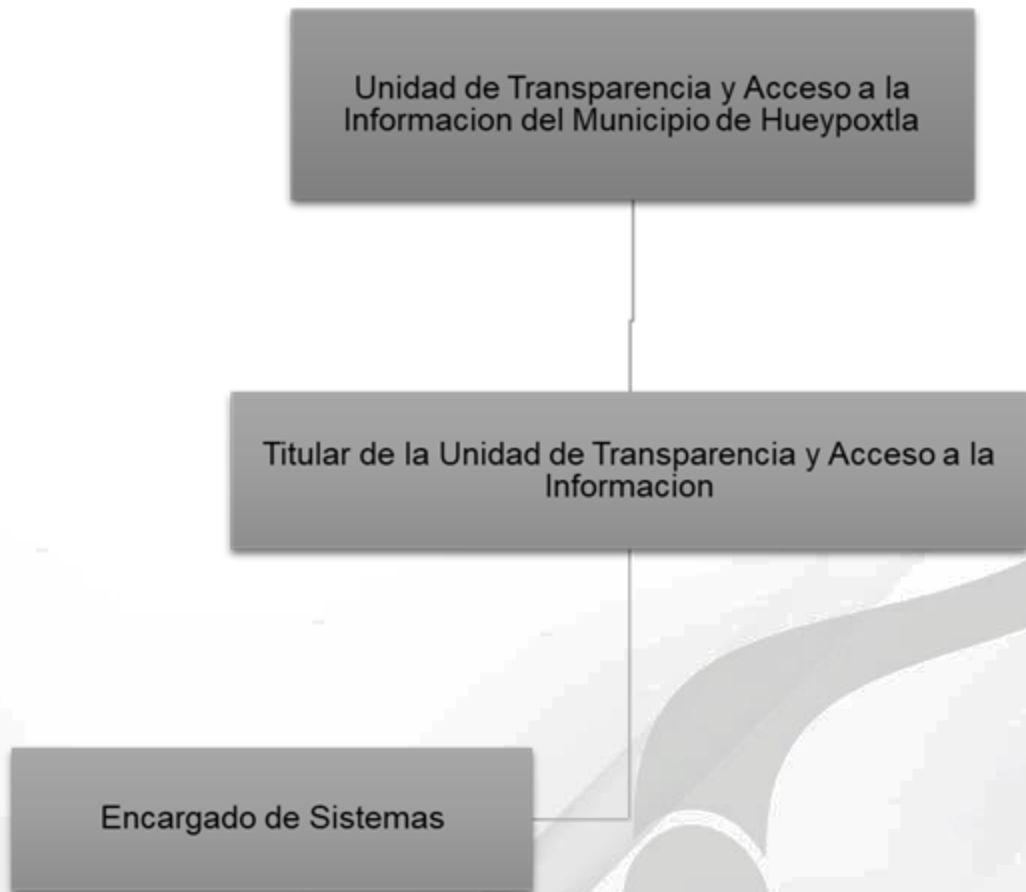 Unidad de Transparencia y Acceso a la
Informacion del Municipio de Hueypoxtla
Titular de la Unidad de Transparencia y Acceso a la
Informacion
Encargado de Sistemas